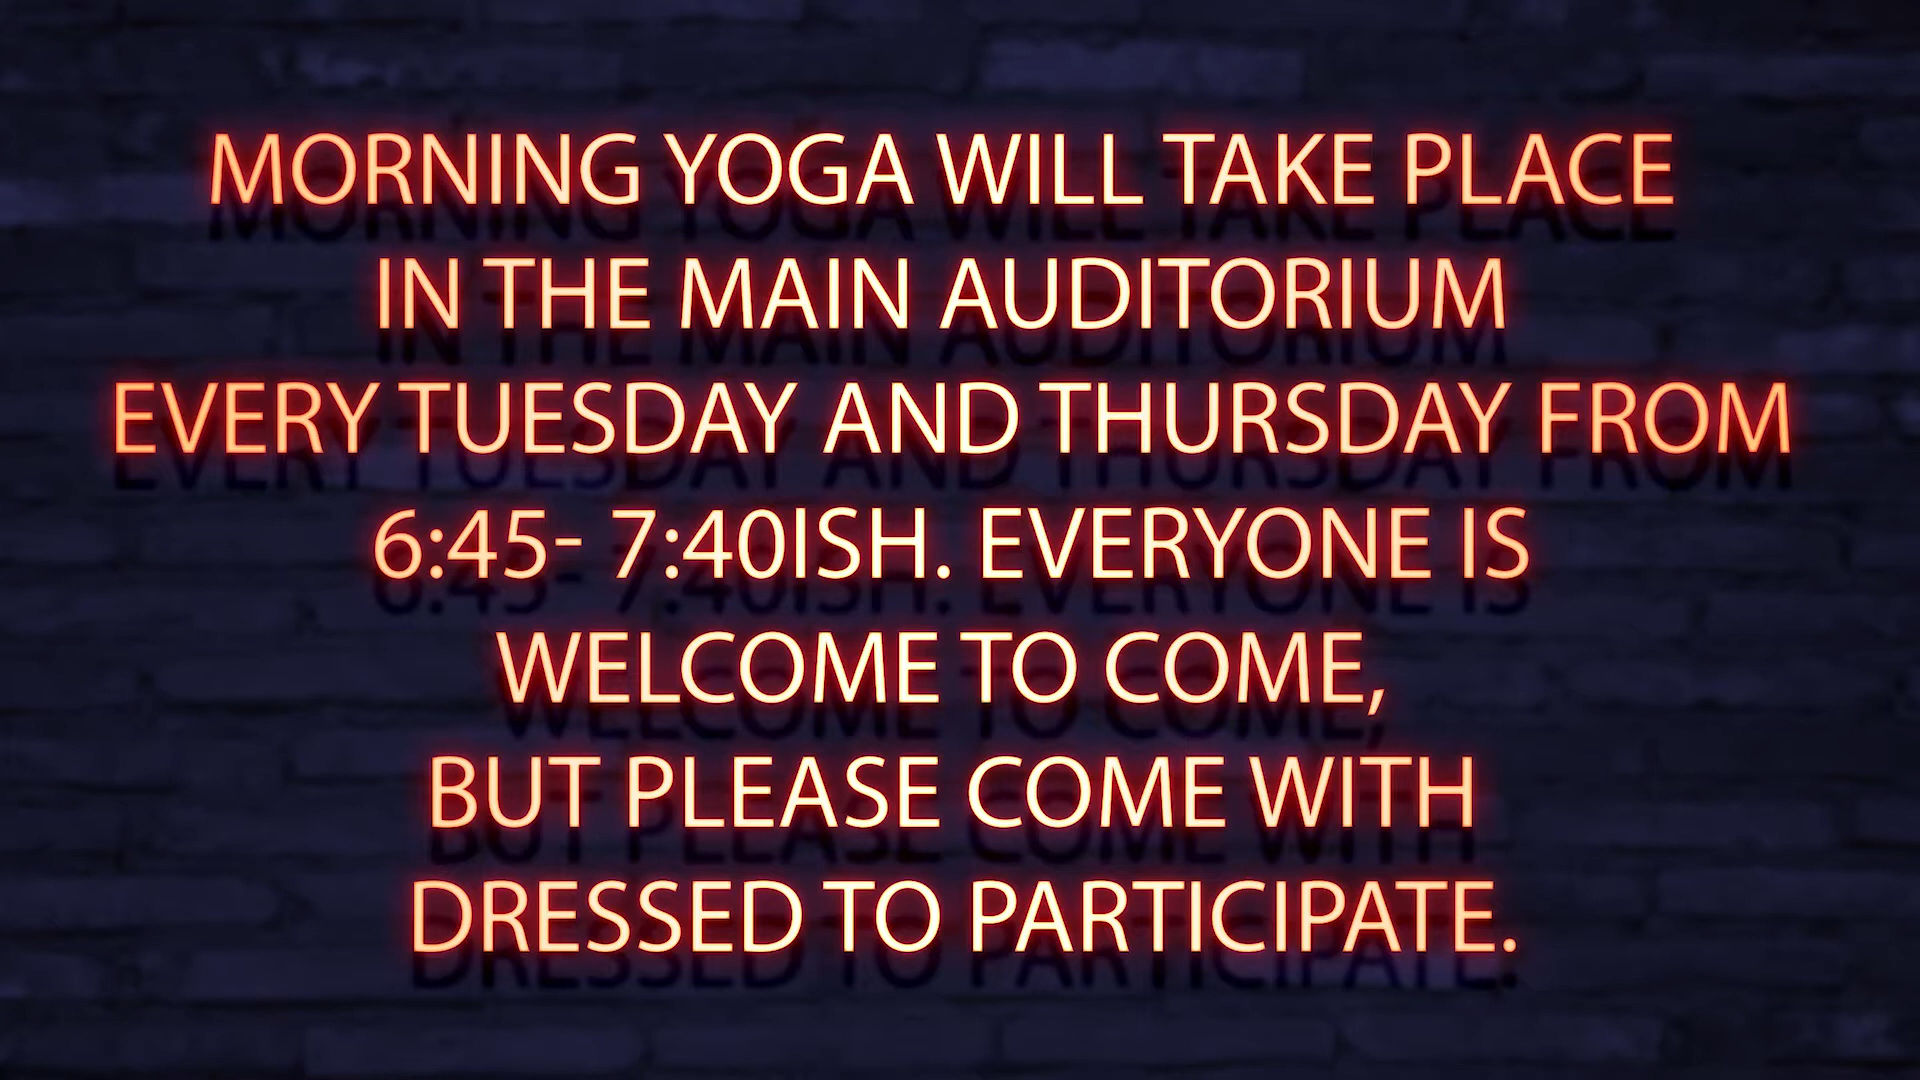 MORNING YOGA WILL TAKE PLACE
IN THE MAIN AUDITORIUM
EVERY TUESDAY AND THURSDAY FROM
6:45- 7:40ISH. EVERYONE IS
WELCOME TO COME,
BUT PLEASE COME WITH
DRESSED TO PARTICIPATE.